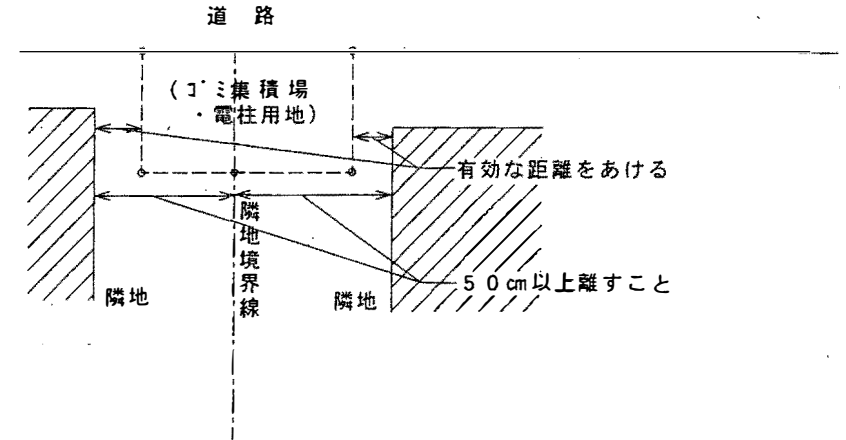 道 路
(ゴミ集積場
・電柱用地)
有効な距離をあける
隣地境界線
50㎝以上離すこと
隣地
隣地